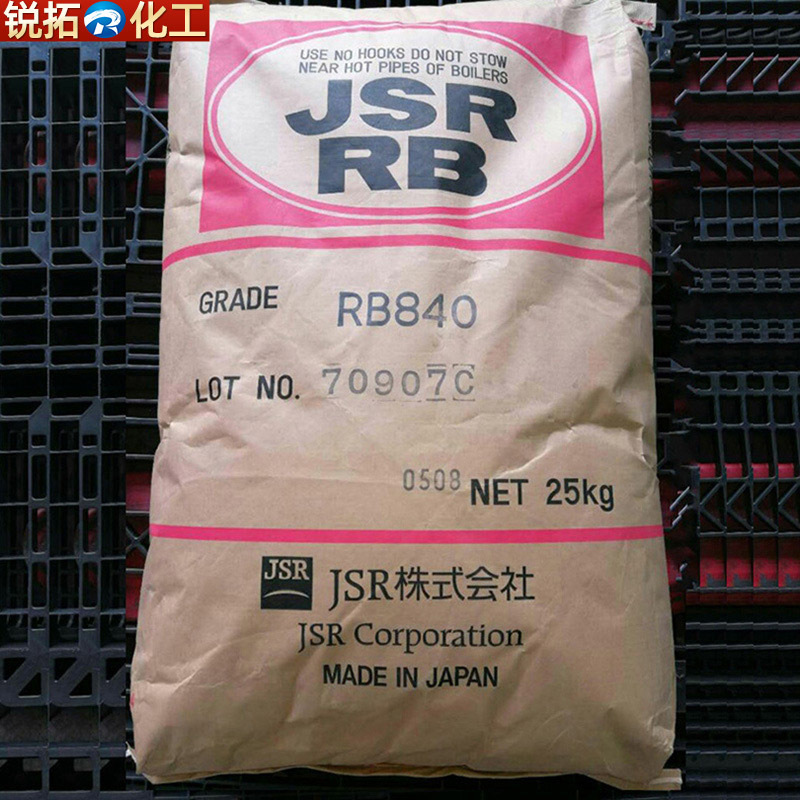 锐拓 R 化工
USE NO HOOKS DO NOT STOW
NEAR HOT PIPES OF BOILERS
JSR
RB
GRADE RB840
LOT NO. 70907C
0508 NET 25kg
JSR JSR株式会社
JSR Corporation
MADE IN JAPAN